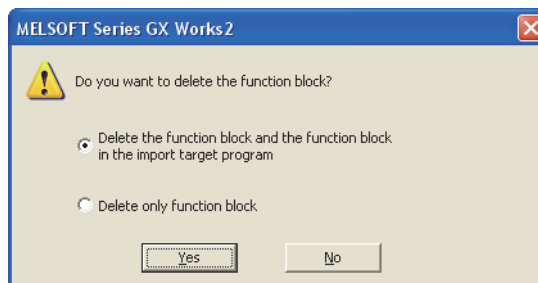 MELSOFT Series GX Works2
Do you want to delete the function block?
Delete the function block and the function block
in the import target program
Delete only function block
Yes
No